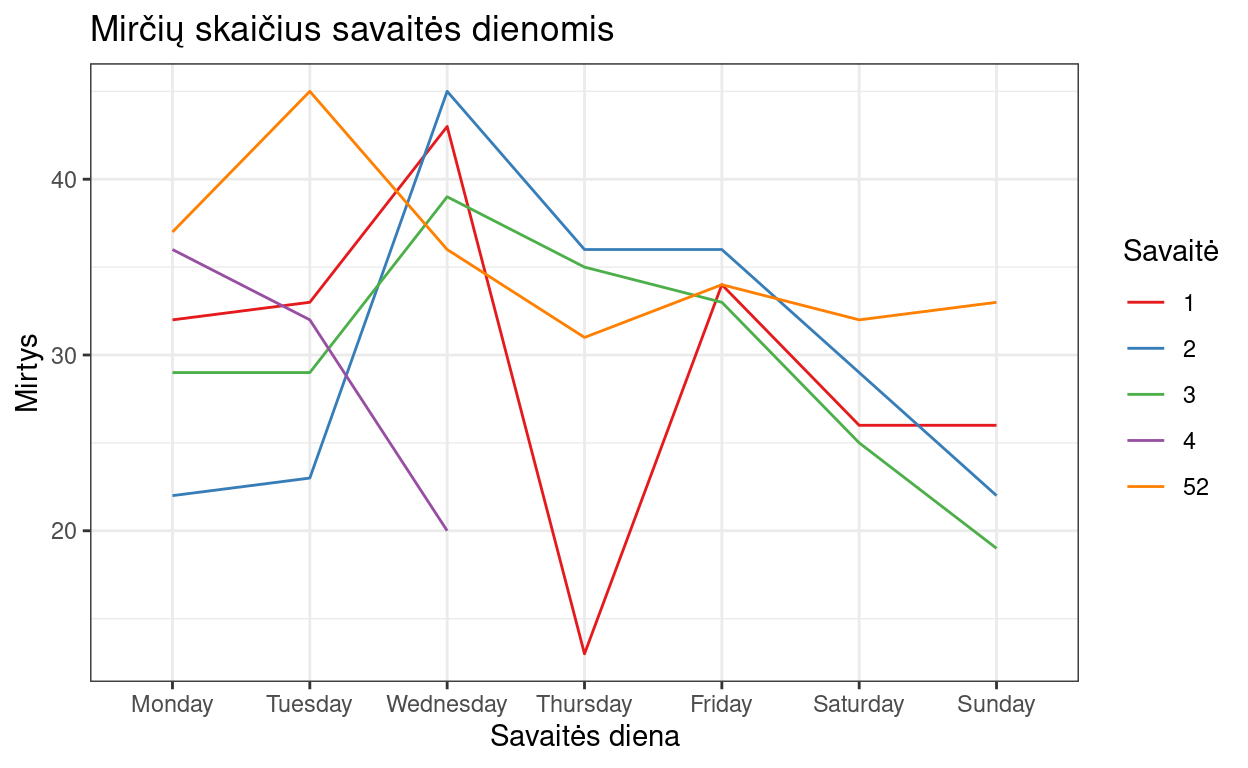 Mirčių skaičius savaitės dienomis
Mirtys
40
30
20
Monday Tuesday Wednesday Thursday Friday Saturday Sunday
Savaitės diena
Savaitė
1
2
3
4
52